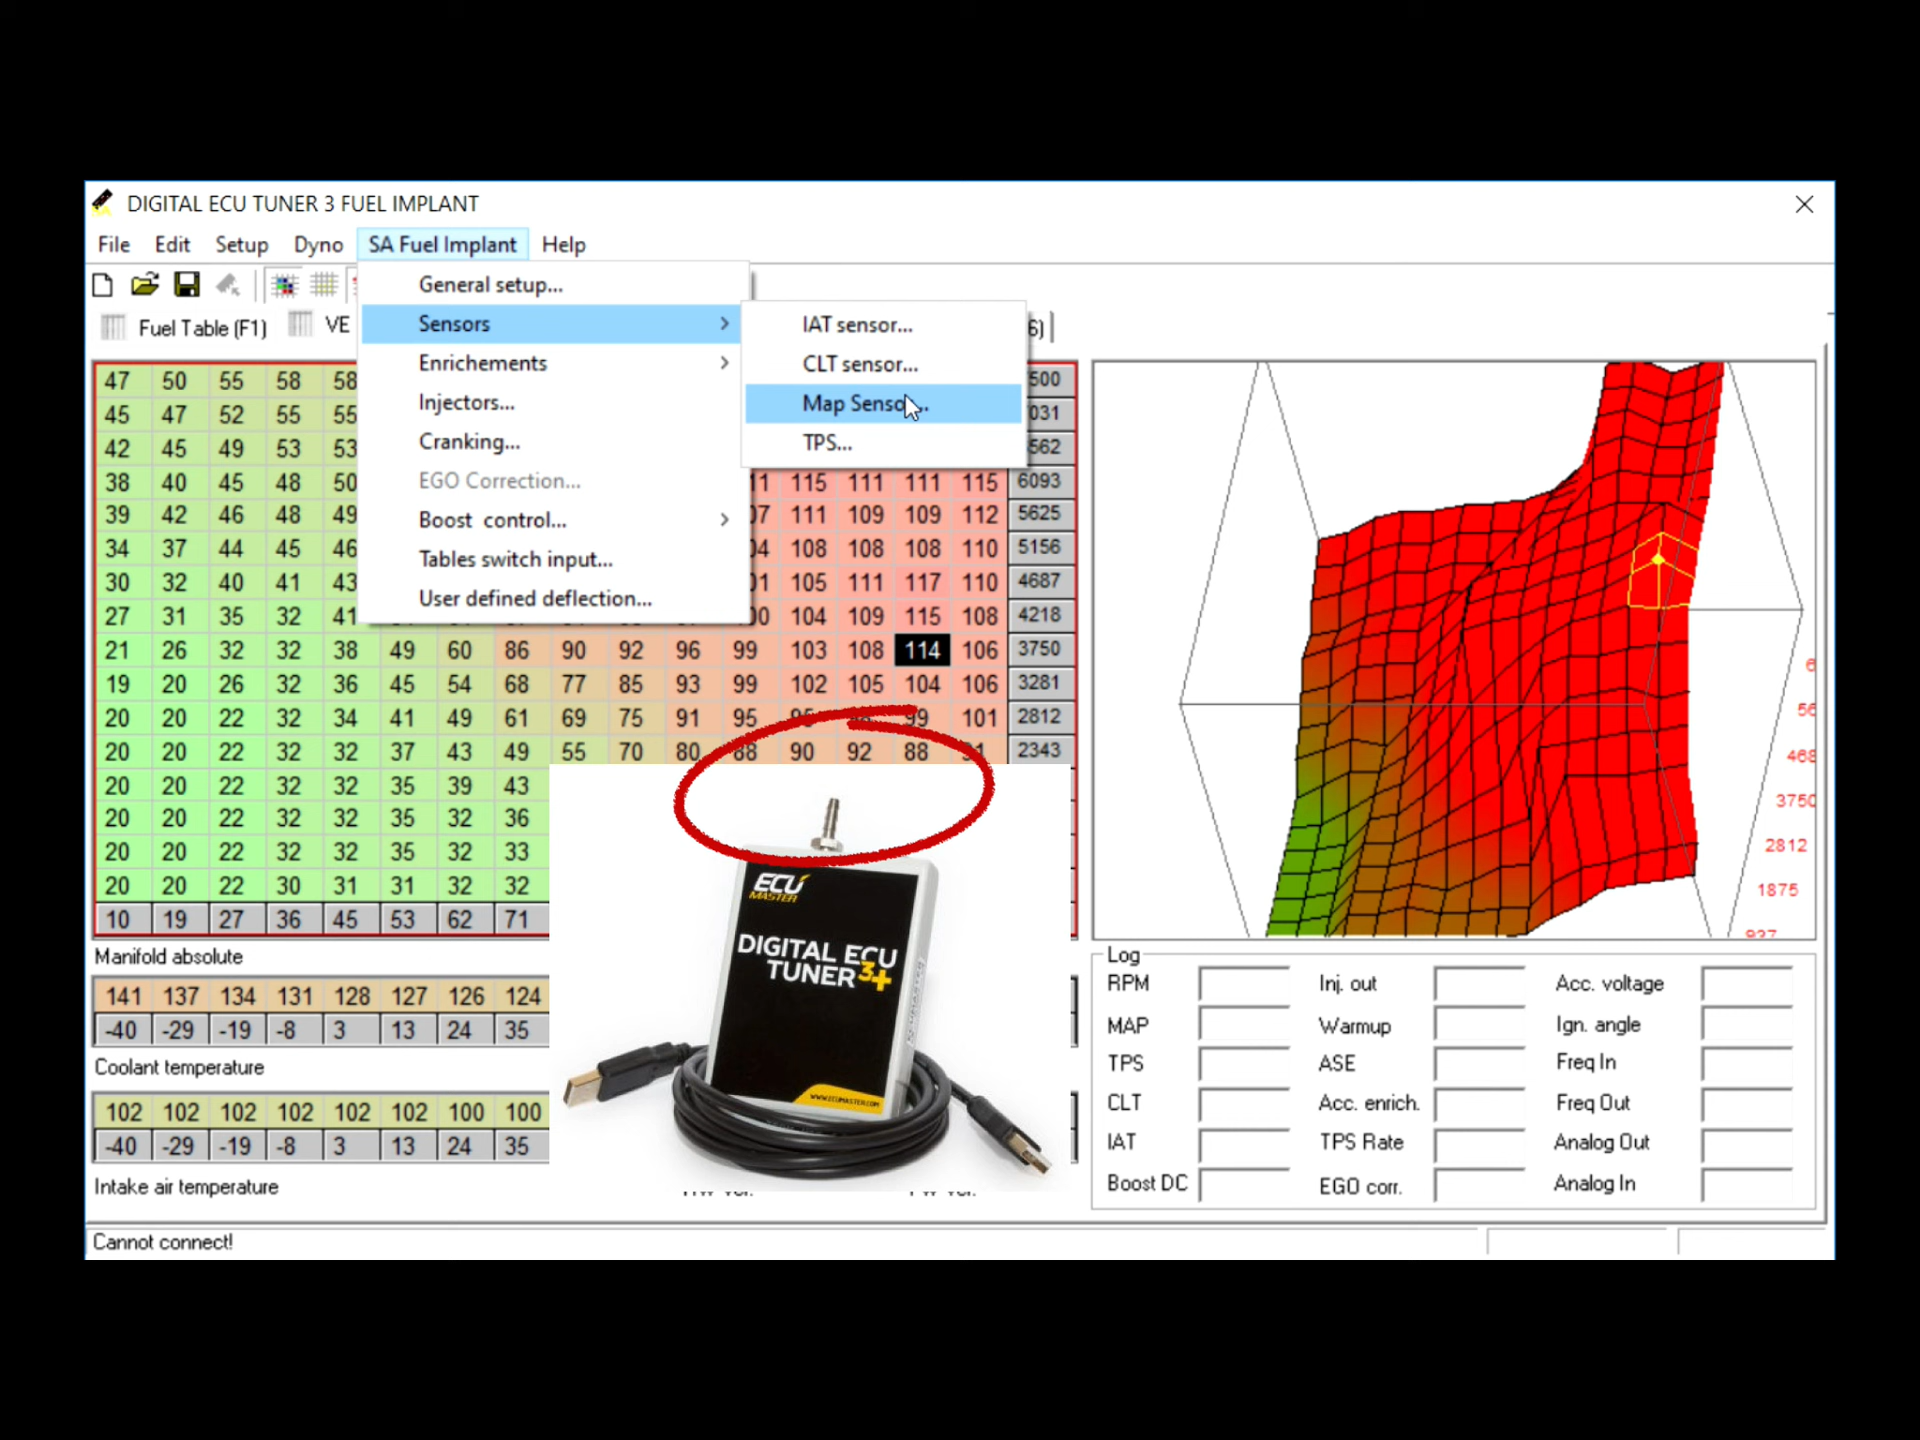 DIGITAL ECU TUNER 3 FUEL IMPLANT
File Edit Setup Dyno SA Fuel Implant Help
General setup...
Sensors
Enrichements
Injectors...
Cranking...
EGO Correction...
Boost control...
Tables switch input...
User defined deflection...
IAT sensor...
CLT sensor...
Map
TPS...
Fuel Table (F1) VE
47 50 55 58 58
45 47 52 55 55
42 45 49 53 53
38 40 45 48 50 115 111 111 115 6093
39 42 46 48 49 111 109 109 112 5625
34 37 44 45 46 108 108 108 110 5156
30 32 40 41 43 105 111 117 110 4687
27 31 35 32 41 104 109 115 108 4218
21 26 32 32 38 49 60 86 90 92 96 99 103 108 114 106 3750
19 20 26 32 36 45 54 68 77 85 93 99 102 105 104 106 3281
20 20 22 32 34 41 49 61 69 75 91 95 99 101 2812
20 20 22 32 32 37 43 49 55 70 80 88 90 92 88 91 2343
20 20 22 32 32 35 39 43
20 20 22 32 32 35 32 36
20 20 22 32 32 35 32 33
20 20 22 30 31 31 32 32
10 19 27 36 45 53 62 71
Manifold absolute
141 137 134 131 128 127 126 124
-40 -29 -19 -8 3 13 24 35
Coolant temperature
102 102 102 102 102 102 100 100
-40 -29 -19 -8 3 13 24 35
Intake air temperature
ECU
MASTER
DIGITAL ECU
TUNER 3+
WWW.ECUMASTER.COM
3750
2812
1875
937
Log
RPM Inj. out Acc. voltage
MAP Warmup Ign. angle
TPS ASE Freq In
CLT Acc. enrich. Freq Out
IAT TPS Rate Analog Out
Boost DC EGO corr. Analog In
Cannot connect!